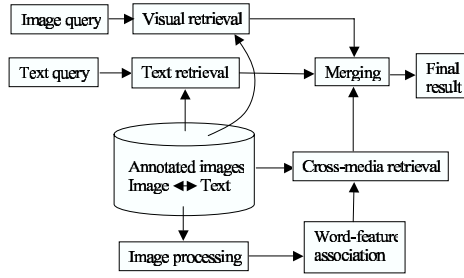 Image query
Visual retrieval
Text query
Text retrieval
Merging
Final
result
Annotated images
Image ◄► Text
Cross-media retrieval
Image processing
Word-feature
association